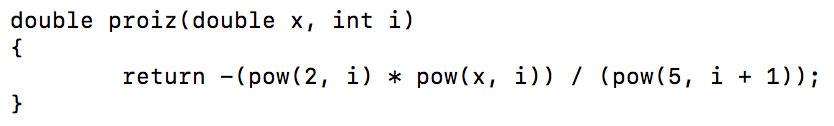 double proiz(double x, int i)
{
        return -(pow(2, i) * pow(x, i)) / (pow(5, i + 1));
}